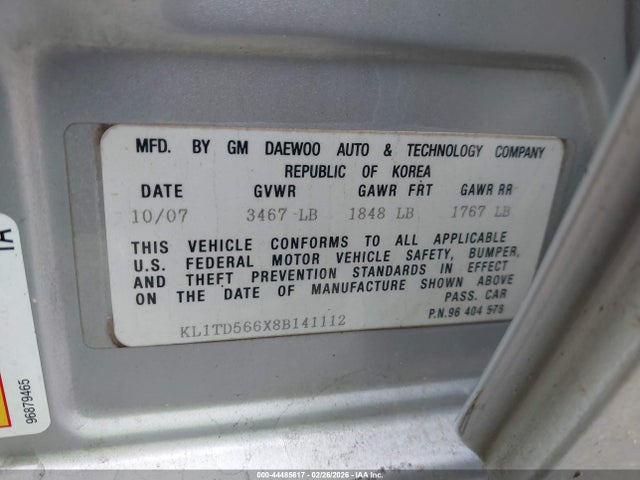 MFD. BY GM DAEWOO AUTO & TECHNOLOGY COMPANY
REPUBLIC OF KOREA
DATE GVWR GAWR FRT GAWR RR
10/07 3467 LB 1848 LB 1767 LB
THIS VEHICLE CONFORMS TO ALL APPLICABLE
U.S. FEDERAL MOTOR VEHICLE SAFETY, BUMPER,
AND THEFT PREVENTION STANDARDS IN EFFECT
ON THE DATE OF MANUFACTURE SHOWN ABOVE
PASS. CAR
KL1TD566X8B141112
P.N.96 404 578
96879465
000-44485617 - 02/26/2026 - IAAI.com